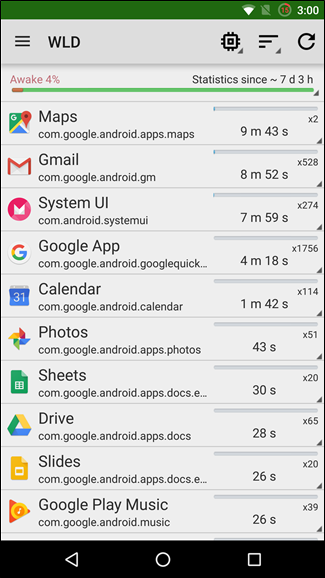 3:00
WLD
Awake 4% Statistics since ~ 7 d 3 h
Maps x2
com.google.android.apps.maps 9 m 43 s
Gmail x528
com.google.android.gm 8 m 52 s
System UI x274
com.android.systemui 7 m 59 s
Google App x1756
com.google.android.googlequick... 4 m 18 s
31
Calendar x114
com.google.android.calendar 1 m 42 s
Photos x51
com.google.android.apps.photos 43 s
Sheets x20
com.google.android.apps.docs.e... 30 s
Drive x65
com.google.android.apps.docs 28 s
Slides x20
com.google.android.apps.docs.e... 26 s
Google Play Music x39
com.google.android.music 26 s